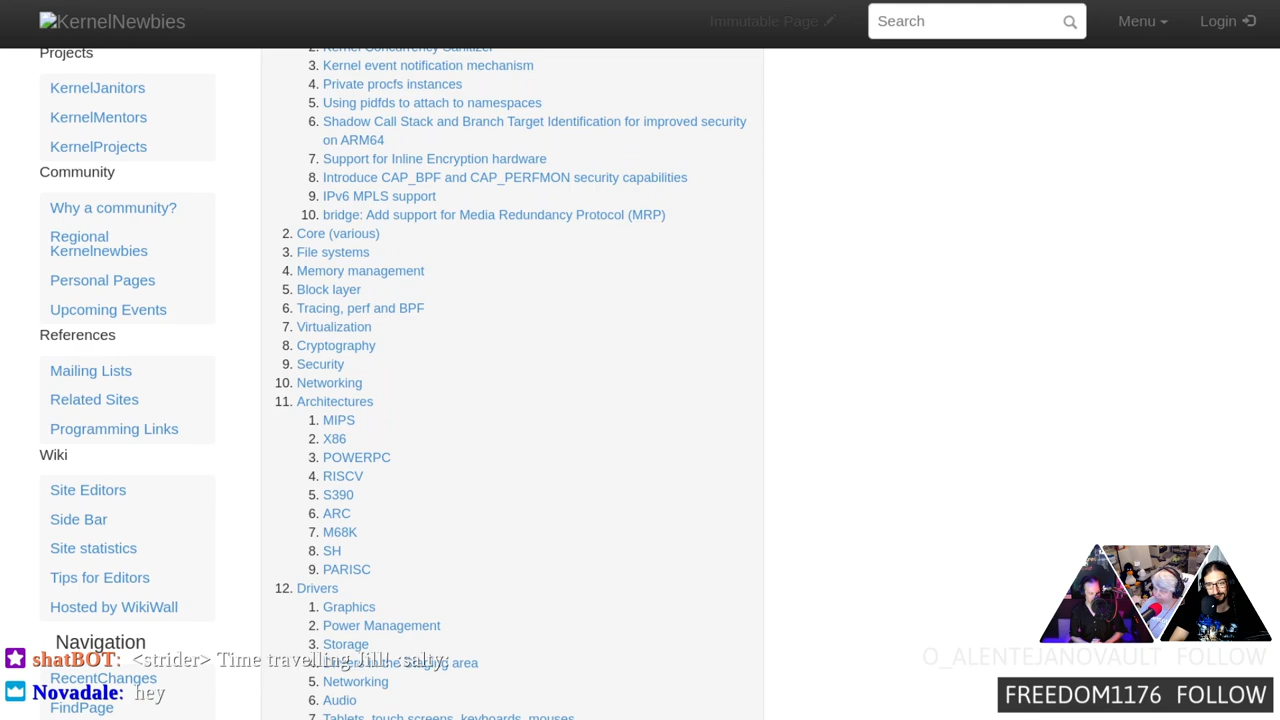 KernelNewbies
Immutable Page
Search
Menu
Login
Projects
KernelJanitors
KernelMentors
KernelProjects
Community
Why a community?
Regional
Kernelnewbies
Personal Pages
Upcoming Events
References
Mailing Lists
Related Sites
Programming Links
Wiki
Site Editors
Side Bar
Site statistics
Tips for Editors
Hosted by WikiWall
Navigation
RecentChanges
FindPage
2. Kernel Concurrency Sanitizer
3. Kernel event notification mechanism
4. Private procfs instances
5. Using pidfds to attach to namespaces
6. Shadow Call Stack and Branch Target Identification for improved security
on ARM64
7. Support for Inline Encryption hardware
8. Introduce CAP_BPF and CAP_PERFMON security capabilities
9. IPv6 MPLS support
10. bridge: Add support for Media Redundancy Protocol (MRP)
2. Core (various)
3. File systems
4. Memory management
5. Block layer
6. Tracing, perf and BPF
7. Virtualization
8. Cryptography
9. Security
10. Networking
11. Architectures
1. MIPS
2. X86
3. POWERPC
4. RISCV
5. S390
6. ARC
7. M68K
8. SH
9. PARISC
12. Drivers
1. Graphics
2. Power Management
3. Storage
area
5. Networking
6. Audio
7. Tablets, touch screens, keyboards, mouses
shatBOT: <strider> Time travelling Jill! :salty:
Novadale: hey
O_ALENTEJANOVAULT FOLLOW
FREEDOM1176 FOLLOW